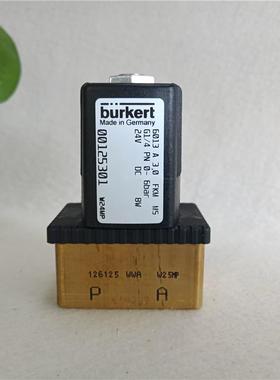 bürkert
Made in Germany
00125301
W24WP
6013 A 3.0 FKM MS
G1/4 PN 0- 6bar
24V DC 8W
126125 WWA W25MP
P A